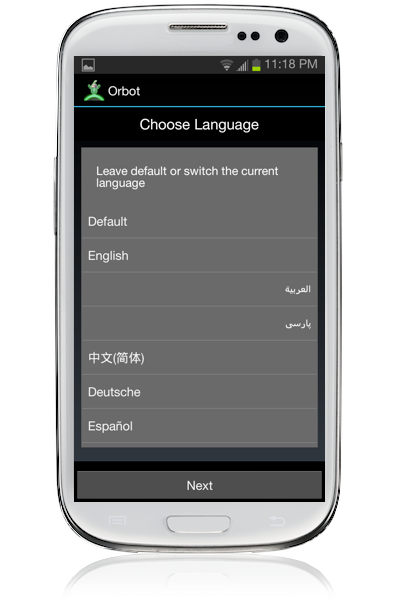 11:18 PM
Orbot
Choose Language
Leave default or switch the current
language
Default
English
العربية
پارسی
中文(简体)
Deutsche
Español
Next